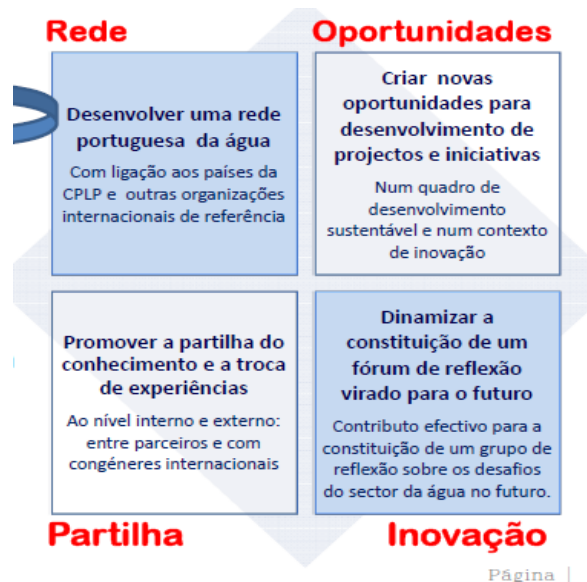 Rede
Oportunidades
Desenvolver uma rede
portuguesa da água
Com ligação aos países da
CPLP e outras organizações
internacionais de referência
Criar novas
oportunidades para
desenvolvimento de
projectos e iniciativas
Num quadro de
desenvolvimento
sustentável e num contexto
de inovação
Promover a partilha do
conhecimento e a troca
de experiências
Ao nível interno e externo:
entre parceiros e com
congéneres internacionais
Dinamizar a
constituição de um
fórum de reflexão
virado para o futuro
Contributo efectivo para a
constituição de um grupo de
reflexão sobre os desafios
do sector da água no futuro.
Partilha
Inovação
Página |